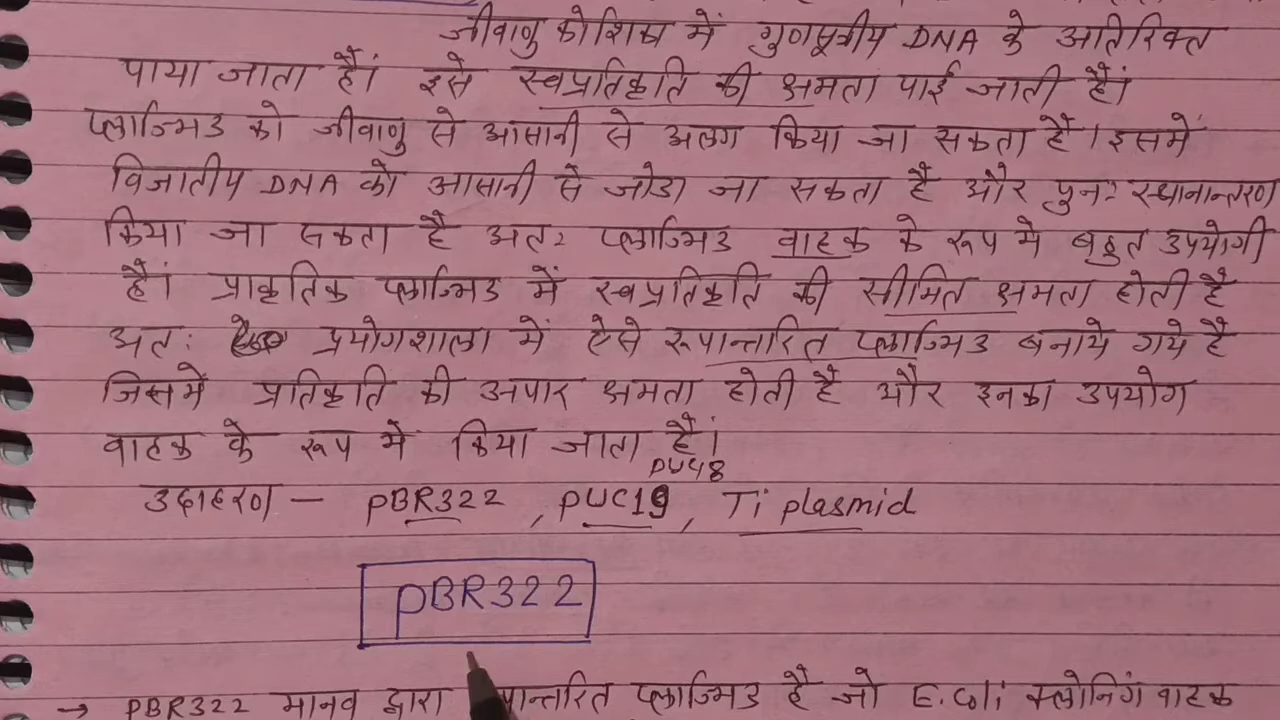 जीवाणु कोशिका में गुणसूत्रीय DNA के अतिरिक्त
पाया जाता है। इसे स्वप्रतिकृति की क्षमता पाई जाती है।
प्लाज्मिड को जीवाणु से आसानी से अलग किया जा सकता है। इसमें
विजातीय DNA को आसानी से जोडा जा सकता है और पुनः स्थानान्तरण
किया जा सकता है अतः प्लाज्मिड वाहक के रूप मे बहुत उपयोगी
है। प्राकृतिक प्लाज्मिड में स्वप्रतिकृति की सीमित क्षमता होती है
अतः प्रयोगशाला में ऐसे रूपान्तरित प्लाज्मिड बनाये गये है
जिसमें प्रतिकृति की अपार क्षमता होती है और इनका उपयोग
वाहक के रूप में किया जाता है।
उदाहरण — pBR322, pUC19, Ti plasmid
pBR322
→ PBR322 मानव द्वारा प्लाज्मिड है जो E.Coli क्लोनिंग वाहक